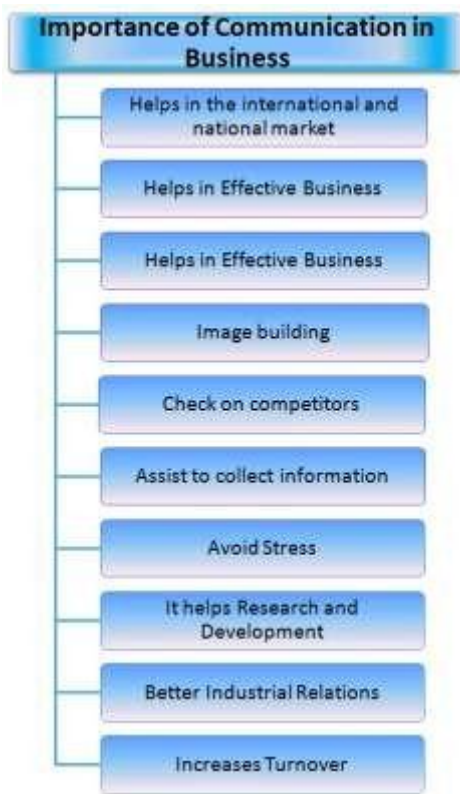 Importance of Communication in
Business
Helps in the international and
national market
Helps in Effective Business
Helps in Effective Business
Image building
Check on competitors
Assist to collect information
Avoid Stress
It helps Research and
Development
Better Industrial Relations
Increases Turnover